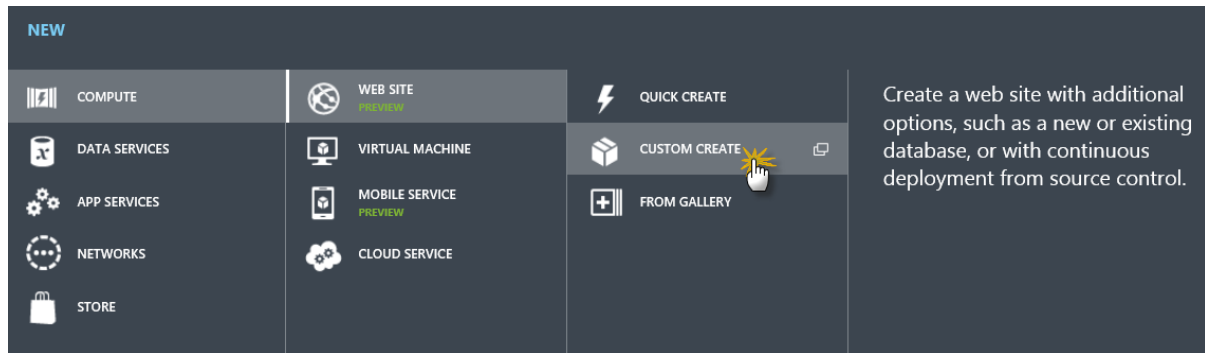 NEW
COMPUTE
DATA SERVICES
APP SERVICES
NETWORKS
STORE
WEB SITE
PREVIEW
VIRTUAL MACHINE
MOBILE SERVICE
PREVIEW
CLOUD SERVICE
QUICK CREATE
CUSTOM CREATE
FROM GALLERY
Create a web site with additional
options, such as a new or existing
database, or with continuous
deployment from source control.